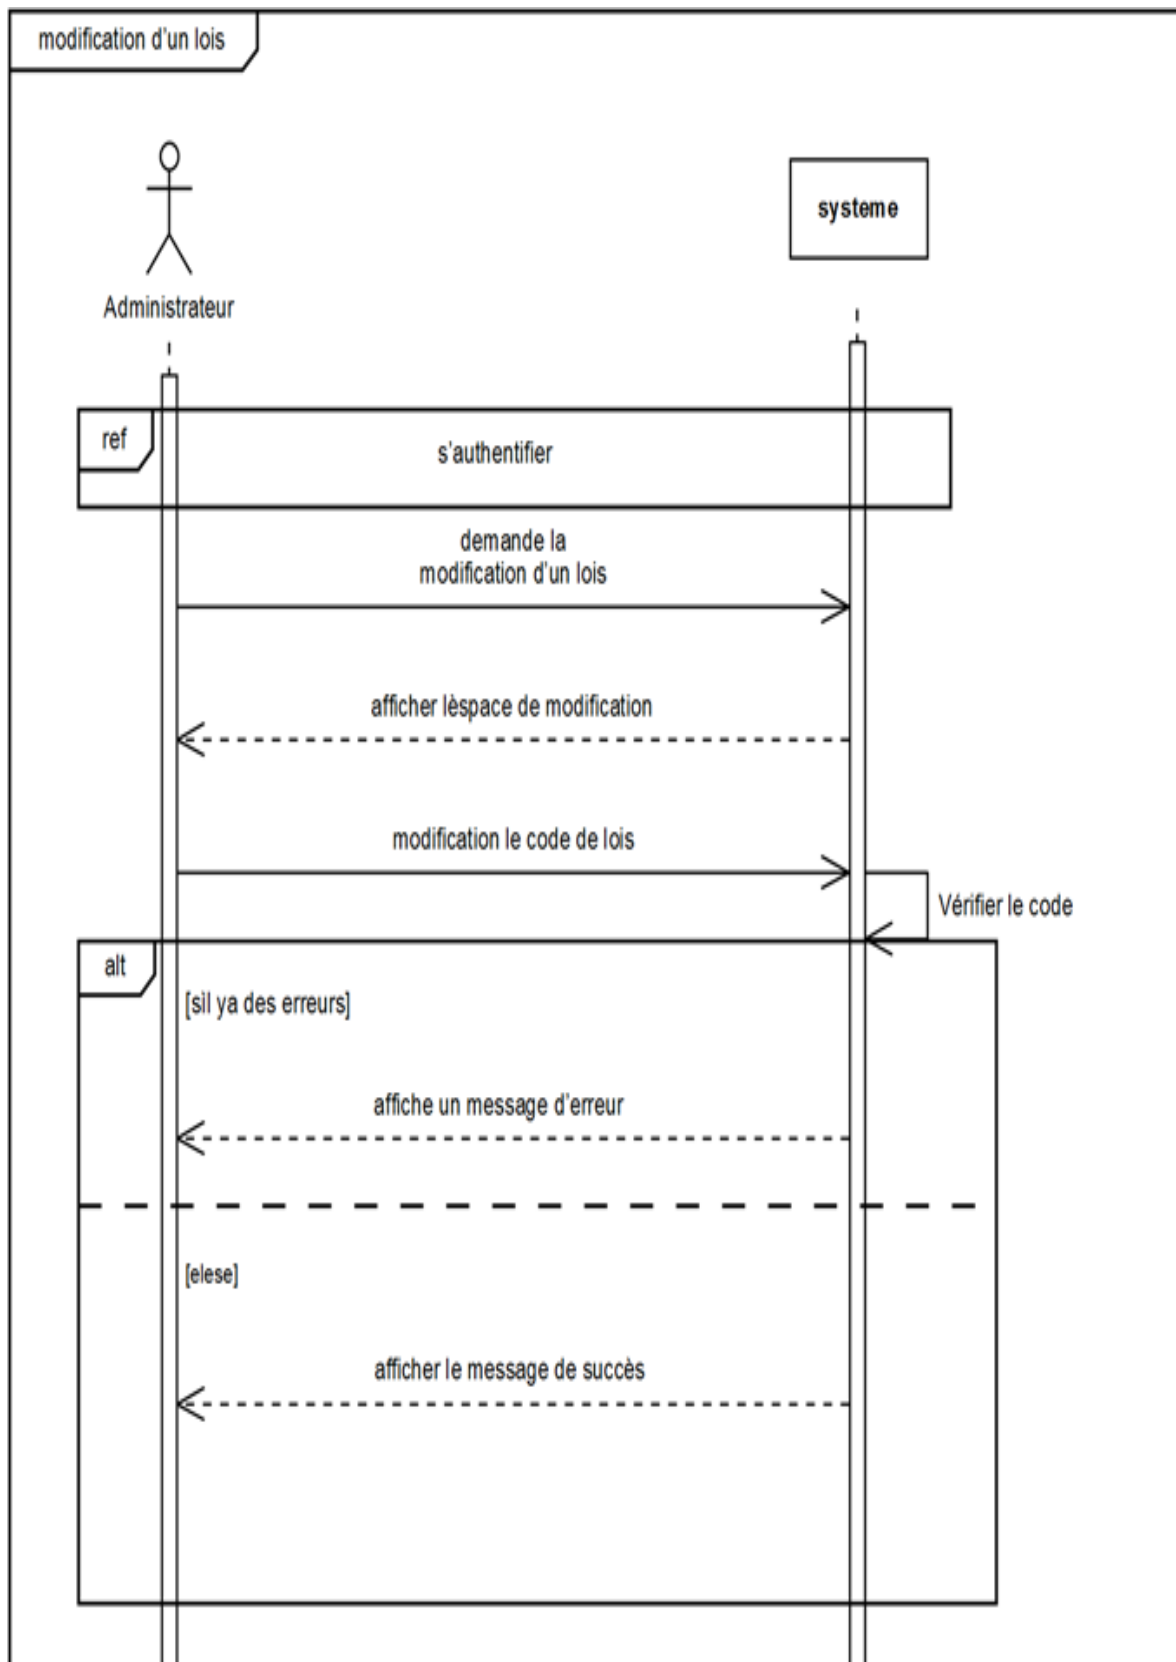 modification d'un lois
systeme
Administrateur
ref
s'authentifier
demande la
modification d'un lois
afficher lèspace de modification
modification le code de lois
Vérifier le code
alt
[sìl ya des erreurs]
affiche un message d'erreur
[elese]
afficher le message de succès